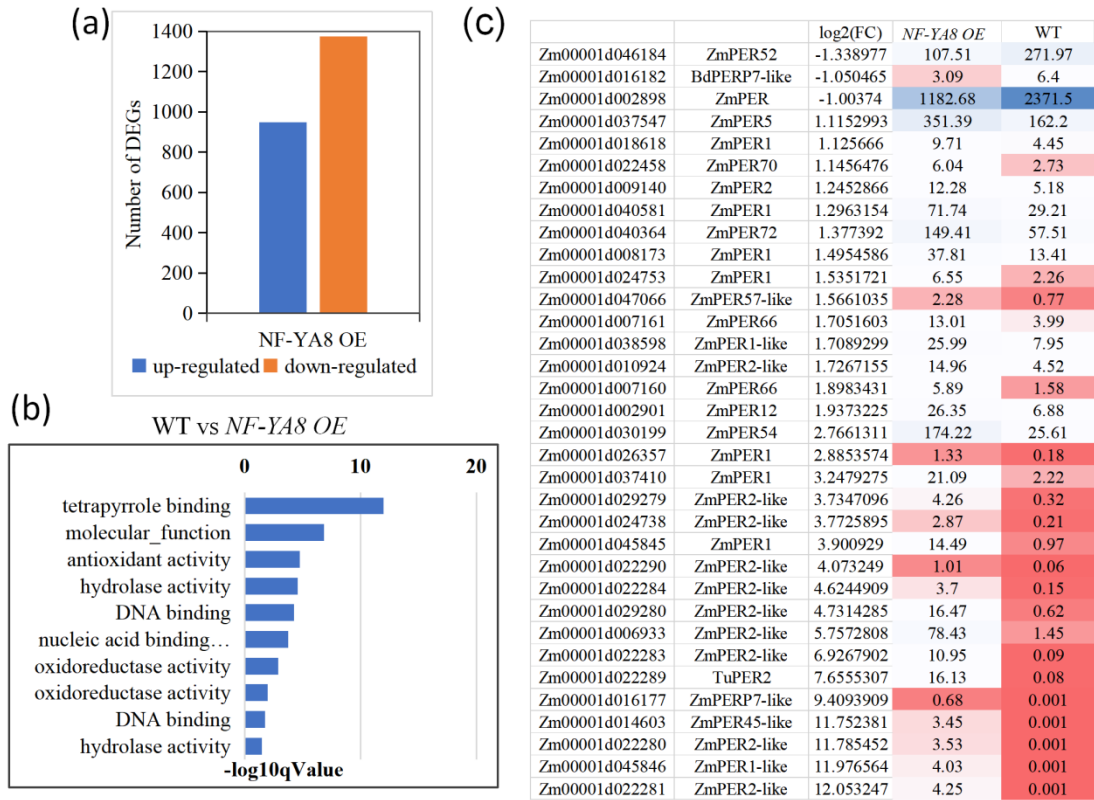 (a)
1400
1200
1000
800
600
400
200
0
Number of DEGs
NF-YA8 OE
up-regulated down-regulated
(b)
WT vs NF-YA8 OE
0 10 20
tetrapyrrole binding
molecular_function
antioxidant activity
hydrolase activity
DNA binding
nucleic acid binding…
oxidoreductase activity
oxidoreductase activity
DNA binding
hydrolase activity
-log10qValue
(c)
log2(FC) NF-YA8 OE WT
Zm00001d046184 ZmPER52 -1.338977 107.51 271.97
Zm00001d016182 BdPERP7-like -1.050465 3.09 6.4
Zm00001d002898 ZmPER -1.00374 1182.68 2371.5
Zm00001d037547 ZmPER5 1.1152993 351.39 162.2
Zm00001d018618 ZmPER1 1.125666 9.71 4.45
Zm00001d022458 ZmPER70 1.1456476 6.04 2.73
Zm00001d009140 ZmPER2 1.2452866 12.28 5.18
Zm00001d040581 ZmPER1 1.2963154 71.74 29.21
Zm00001d040364 ZmPER72 1.377392 149.41 57.51
Zm00001d008173 ZmPER1 1.4954586 37.81 13.41
Zm00001d024753 ZmPER1 1.5351721 6.55 2.26
Zm00001d047066 ZmPER57-like 1.5661035 2.28 0.77
Zm00001d007161 ZmPER66 1.7051603 13.01 3.99
Zm00001d038598 ZmPER1-like 1.7089299 25.99 7.95
Zm00001d010924 ZmPER2-like 1.7267155 14.96 4.52
Zm00001d007160 ZmPER66 1.8983431 5.89 1.58
Zm00001d002901 ZmPER12 1.9373225 26.35 6.88
Zm00001d030199 ZmPER54 2.7661311 174.22 25.61
Zm00001d026357 ZmPER1 2.8853574 1.33 0.18
Zm00001d037410 ZmPER1 3.2479275 21.09 2.22
Zm00001d029279 ZmPER2-like 3.7347096 4.26 0.32
Zm00001d024738 ZmPER2-like 3.7725895 2.87 0.21
Zm00001d045845 ZmPER1 3.900929 14.49 0.97
Zm00001d022290 ZmPER2-like 4.073249 1.01 0.06
Zm00001d022284 ZmPER2-like 4.6244909 3.7 0.15
Zm00001d029280 ZmPER2-like 4.7314285 16.47 0.62
Zm00001d006933 ZmPER2-like 5.7572808 78.43 1.45
Zm00001d022283 ZmPER2-like 6.9267902 10.95 0.09
Zm00001d022289 TuPER2 7.6555307 16.13 0.08
Zm00001d016177 ZmPERP7-like 9.4093909 0.68 0.001
Zm00001d014603 ZmPER45-like 11.752381 3.45 0.001
Zm00001d022280 ZmPER2-like 11.785452 3.53 0.001
Zm00001d045846 ZmPER1-like 11.976564 4.03 0.001
Zm00001d022281 ZmPER2-like 12.053247 4.25 0.001